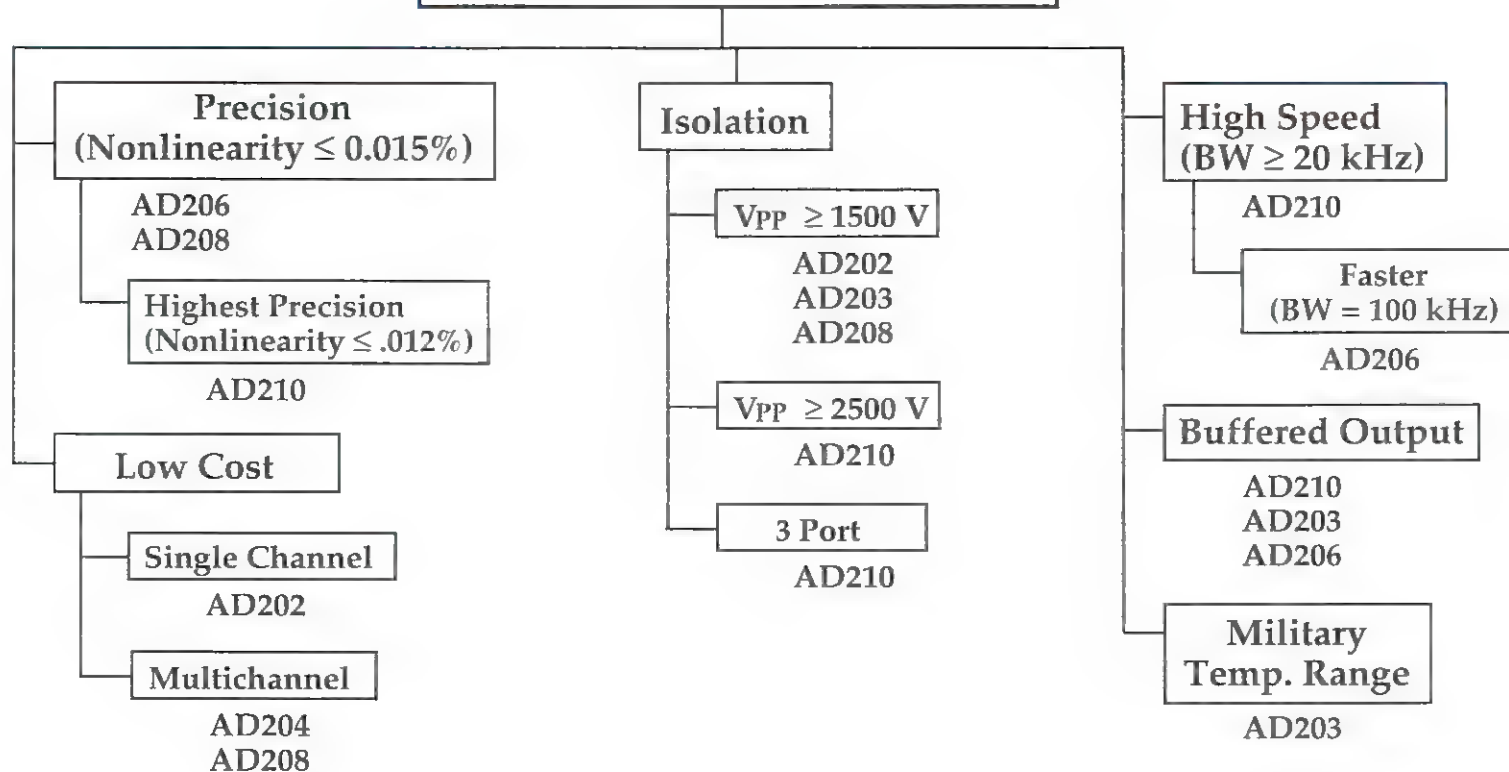 Precision
(Nonlinearity ≤ 0.015%)
AD206
AD208
Highest Precision
(Nonlinearity ≤ .012%)
AD210
Low Cost
Single Channel
AD202
Multichannel
AD204
AD208
Isolation
VPP ≥ 1500 V
AD202
AD203
AD208
VPP ≥ 2500 V
AD210
3 Port
AD210
High Speed
(BW ≥ 20 kHz)
AD210
Faster
(BW = 100 kHz)
AD206
Buffered Output
AD210
AD203
AD206
Military
Temp. Range
AD203